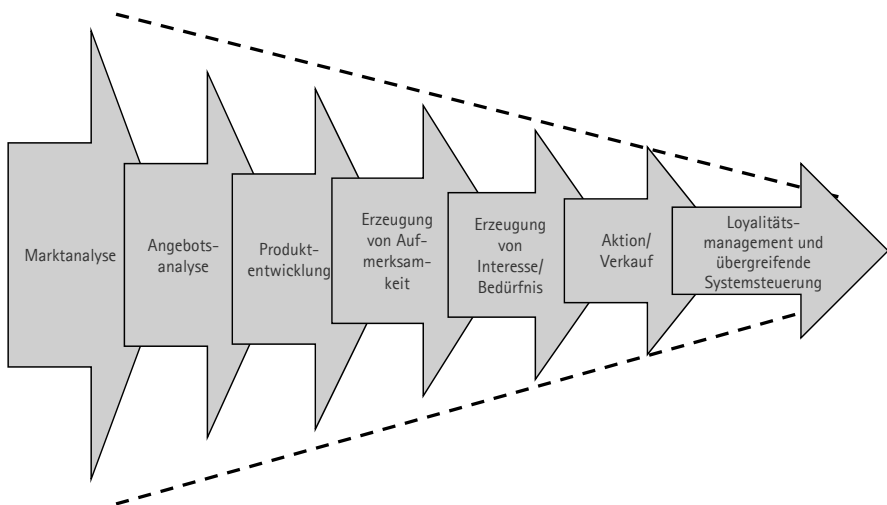 Marktanalyse
Angebots-
analyse
Produkt-
entwicklung
Erzeugung
von Auf-
merksam-
keit
Erzeugung
von
Interesse/
Bedürfnis
Aktion/
Verkauf
Loyalitäts-
management und
übergreifende
Systemsteuerung